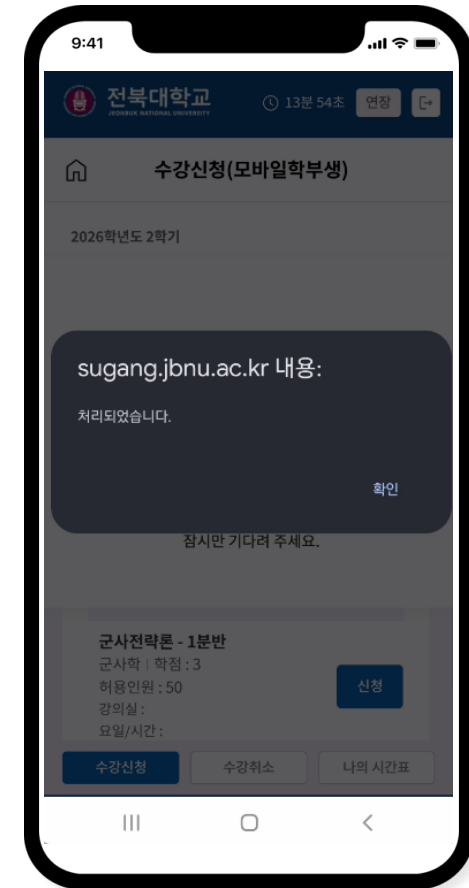 9:41
전북대학교
JEONBUK NATIONAL UNIVERSITY
13분 54초
연장
수강신청(모바일학부생)
2026학년도 2학기
sugang.jbnu.ac.kr 내용:
처리되었습니다.
확인
잠시만 기다려 주세요.
군사전략론 - 1분반
군사학 | 학점 : 3
허용인원 : 50
신청
강의실 :
요일/시간 :
수강신청
수강취소
나의 시간표